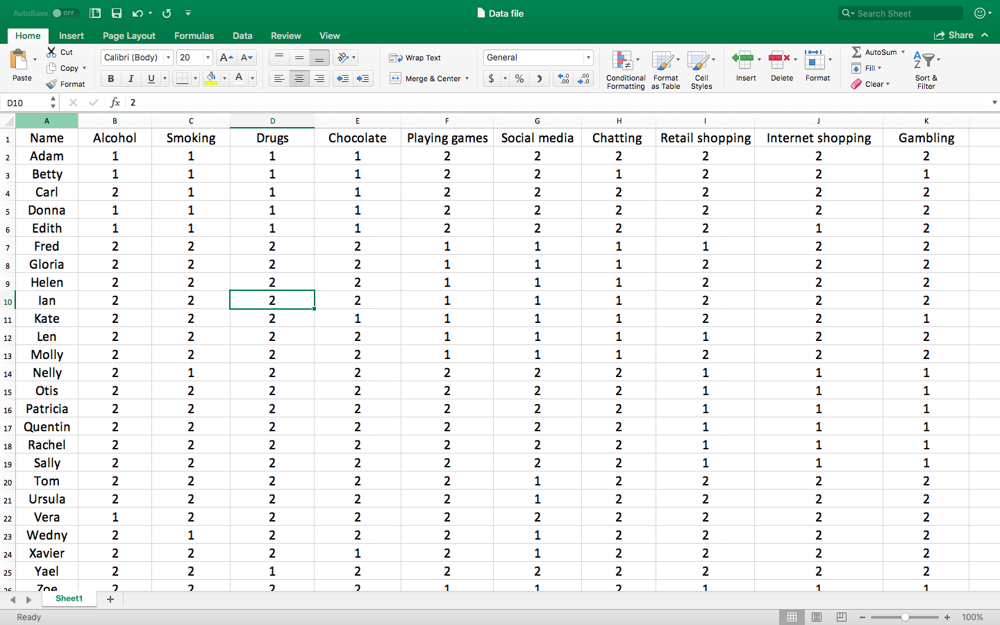 AutoSave OFF Data file Search Sheet
Home Insert Page Layout Formulas Data Review View Share
Paste Cut Copy Format Calibri (Body) 20 A A Wrap Text General Conditional Formatting Format as Table Cell Styles Insert Delete Format AutoSum Fill Clear Sort & Filter
B I U A Merge & Center $ % )
D10 fx 2
A B C D E F G H I J K
1 Name Alcohol Smoking Drugs Chocolate Playing games Social media Chatting Retail shopping Internet shopping Gambling
2 Adam 1 1 1 1 2 2 2 2 2 2
3 Betty 1 1 1 1 2 2 1 2 2 1
4 Carl 2 1 1 1 2 2 2 2 2 2
5 Donna 1 1 1 1 2 2 2 2 2 2
6 Edith 1 1 1 1 2 2 2 2 1 2
7 Fred 2 2 2 2 1 1 1 1 2 2
8 Gloria 2 2 2 2 1 1 1 2 2 2
9 Helen 2 2 2 2 1 1 1 2 2 2
10 Ian 2 2 2 2 1 1 1 2 2 2
11 Kate 2 2 2 1 1 1 1 2 2 1
12 Len 2 2 2 2 1 1 1 1 2 2
13 Molly 2 2 2 2 1 1 1 2 2 2
14 Nelly 2 1 2 2 2 2 2 1 1 1
15 Otis 2 2 2 2 2 2 2 1 1 1
16 Patricia 2 2 2 2 2 2 2 1 1 1
17 Quentin 2 2 2 2 2 2 2 1 1 1
18 Rachel 2 2 2 2 2 2 2 1 1 1
19 Sally 2 2 2 2 2 2 2 1 1 1
20 Tom 2 2 2 2 2 1 2 2 2 2
21 Ursula 2 2 2 2 2 1 2 2 2 2
22 Vera 1 2 2 2 2 2 2 2 2 2
23 Wedny 2 1 2 2 2 1 2 2 2 2
24 Xavier 2 2 2 1 2 1 2 2 2 2
25 Yael 2 2 1 2 2 2 2 2 2 2
26 Zoe 2 2 2 2 1 1 2 1 1 1
Sheet1
Ready 100%